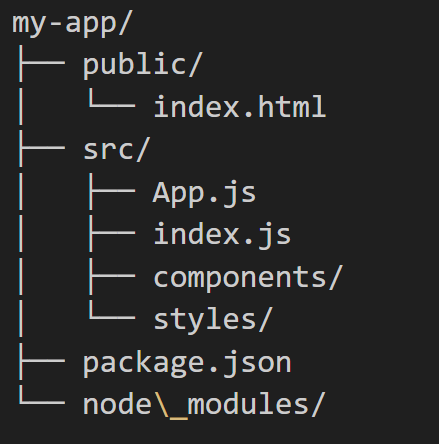 my-app/
├── public/
│   └── index.html
├── src/
│   ├── App.js
│   ├── index.js
│   ├── components/
│   └── styles/
├── package.json
└── node\_modules/